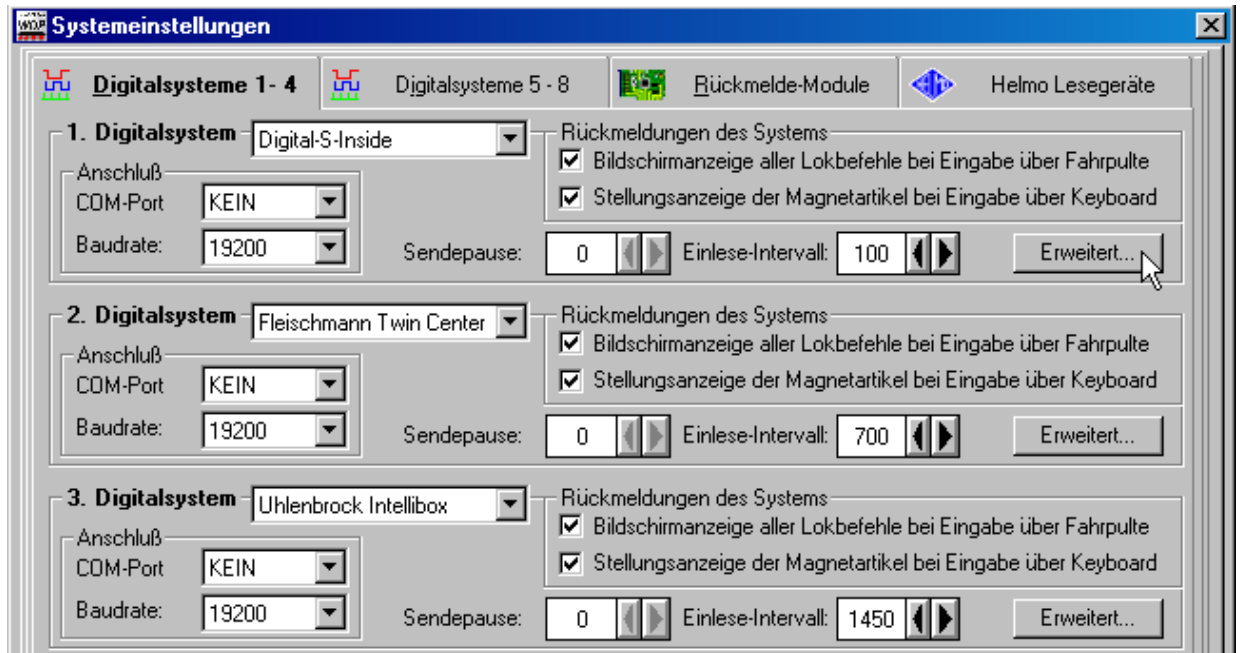 WDP Systemeinstellungen
Digitalsysteme 1- 4 Digitalsysteme 5 - 8 Rückmelde-Module Helmo Lesegeräte
1. Digitalsystem Digital-S-Inside
Anschluß
COM-Port KEIN
Baudrate: 19200
Rückmeldungen des Systems
Bildschirmanzeige aller Lokbefehle bei Eingabe über Fahrpulte
Stellungsanzeige der Magnetartikel bei Eingabe über Keyboard
Sendepause: 0 Einlese-Intervall: 100 Erweitert...
2. Digitalsystem Fleischmann Twin Center
Anschluß
COM-Port KEIN
Baudrate: 19200
Rückmeldungen des Systems
Bildschirmanzeige aller Lokbefehle bei Eingabe über Fahrpulte
Stellungsanzeige der Magnetartikel bei Eingabe über Keyboard
Sendepause: 0 Einlese-Intervall: 700 Erweitert...
3. Digitalsystem Uhlenbrock Intellibox
Anschluß
COM-Port KEIN
Baudrate: 19200
Rückmeldungen des Systems
Bildschirmanzeige aller Lokbefehle bei Eingabe über Fahrpulte
Stellungsanzeige der Magnetartikel bei Eingabe über Keyboard
Sendepause: 0 Einlese-Intervall: 1450 Erweitert...